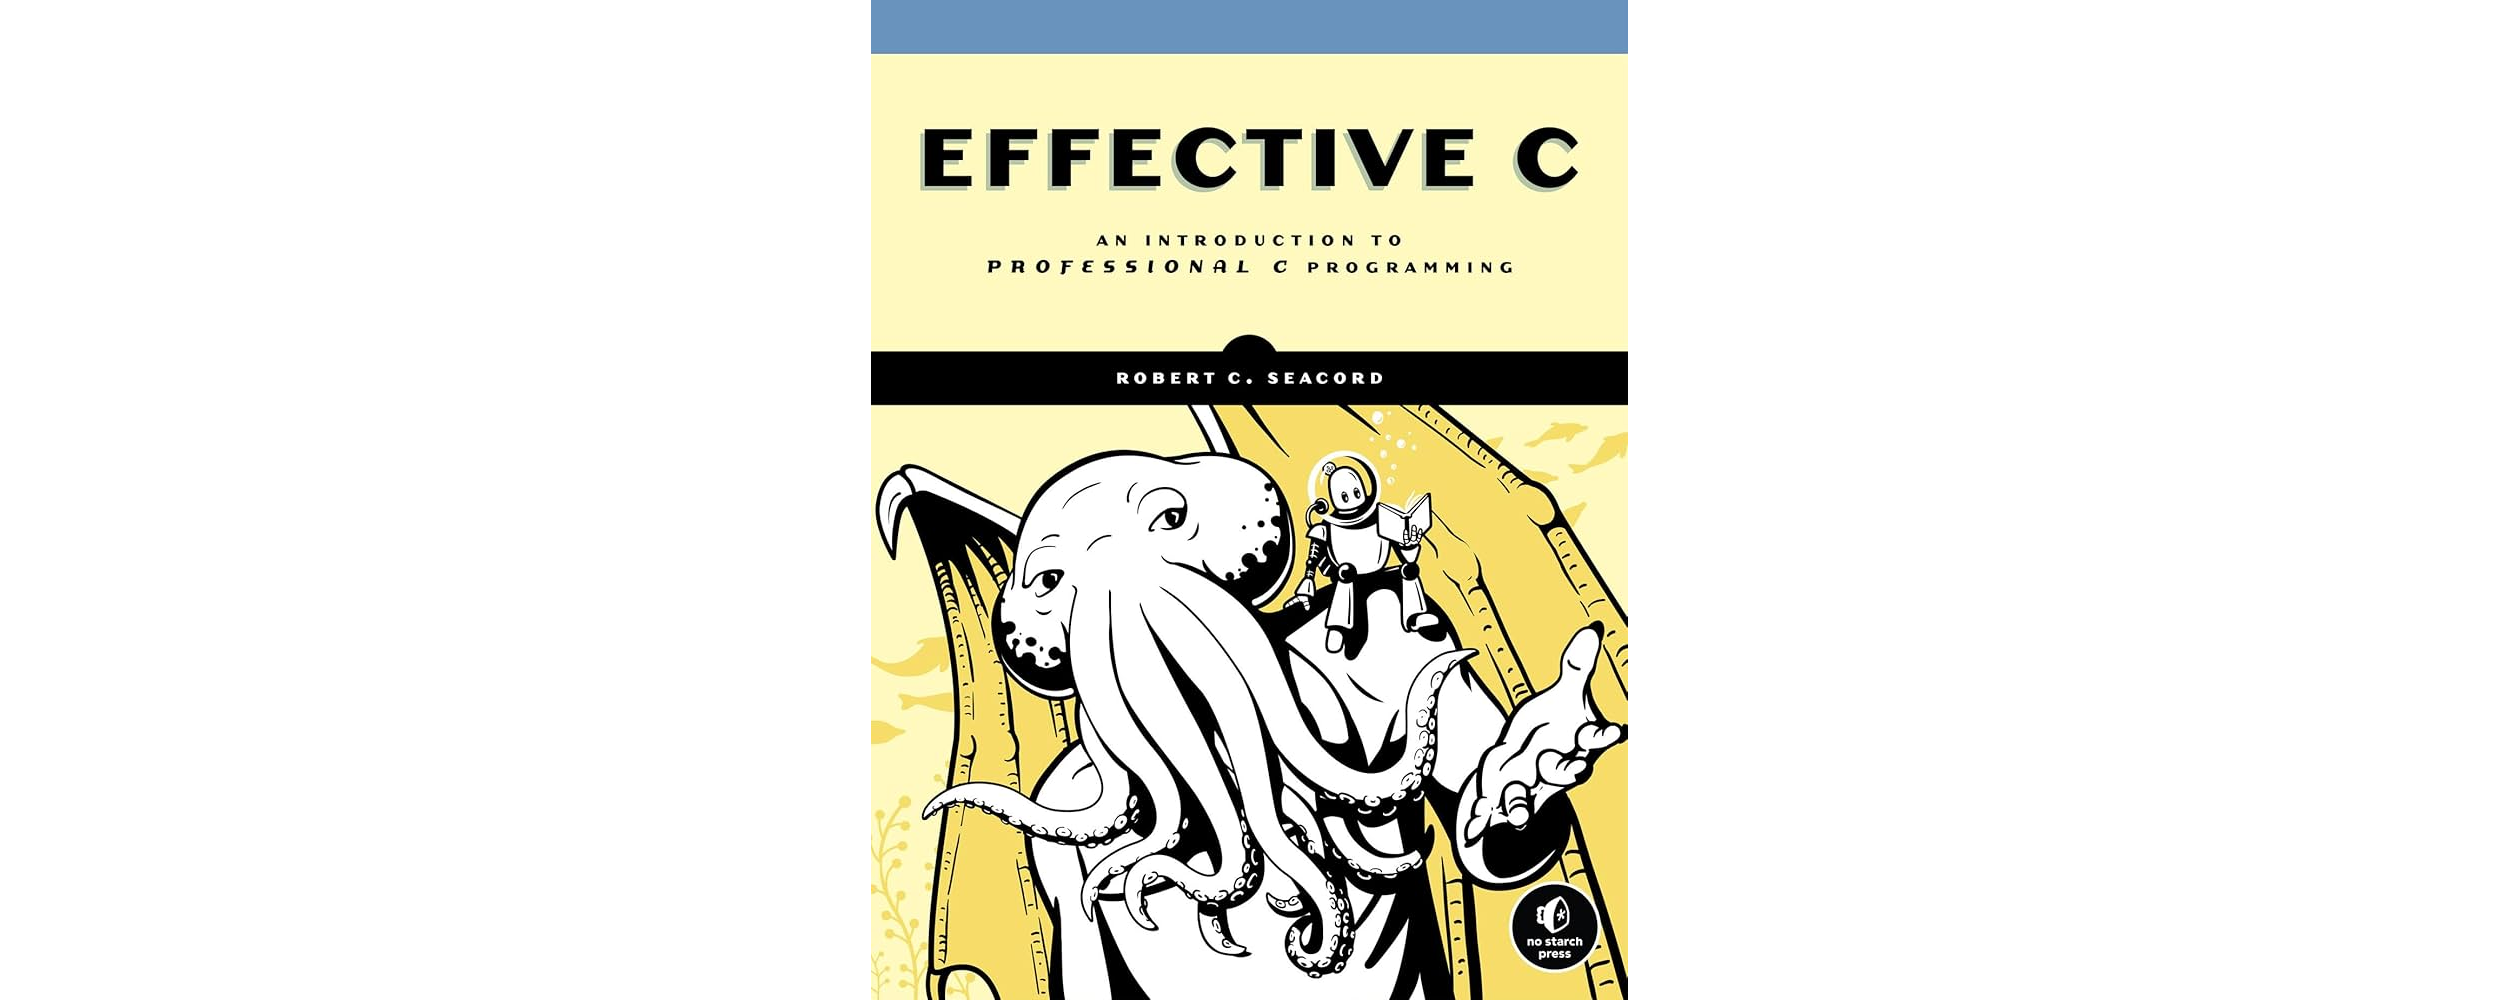 EFFECTIVE C
AN INTRODUCTION TO
PROFESSIONAL C PROGRAMMING
ROBERT C. SEACORD
no starch
press